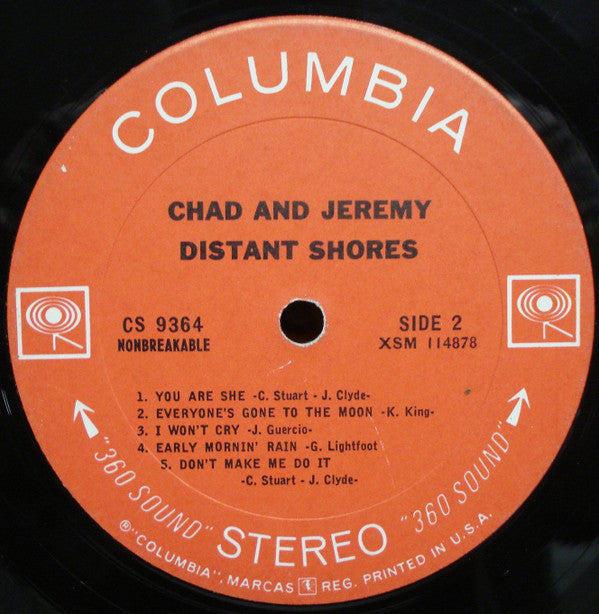 COLUMBIA
CHAD AND JEREMY
DISTANT SHORES
CS 9364
NONBREAKABLE
SIDE 2
XSM 114878
1. YOU ARE SHE -C. Stuart - J. Clyde-
2. EVERYONE'S GONE TO THE MOON -K. King-
3. I WON'T CRY -J. Guercio-
4. EARLY MORNIN' RAIN -G. Lightfoot
5. DON'T MAKE ME DO IT
-C. Stuart - J. Clyde-
"360 SOUND" STEREO "360 SOUND"
®"COLUMBIA", MARCAS REG. PRINTED IN U.S.A.